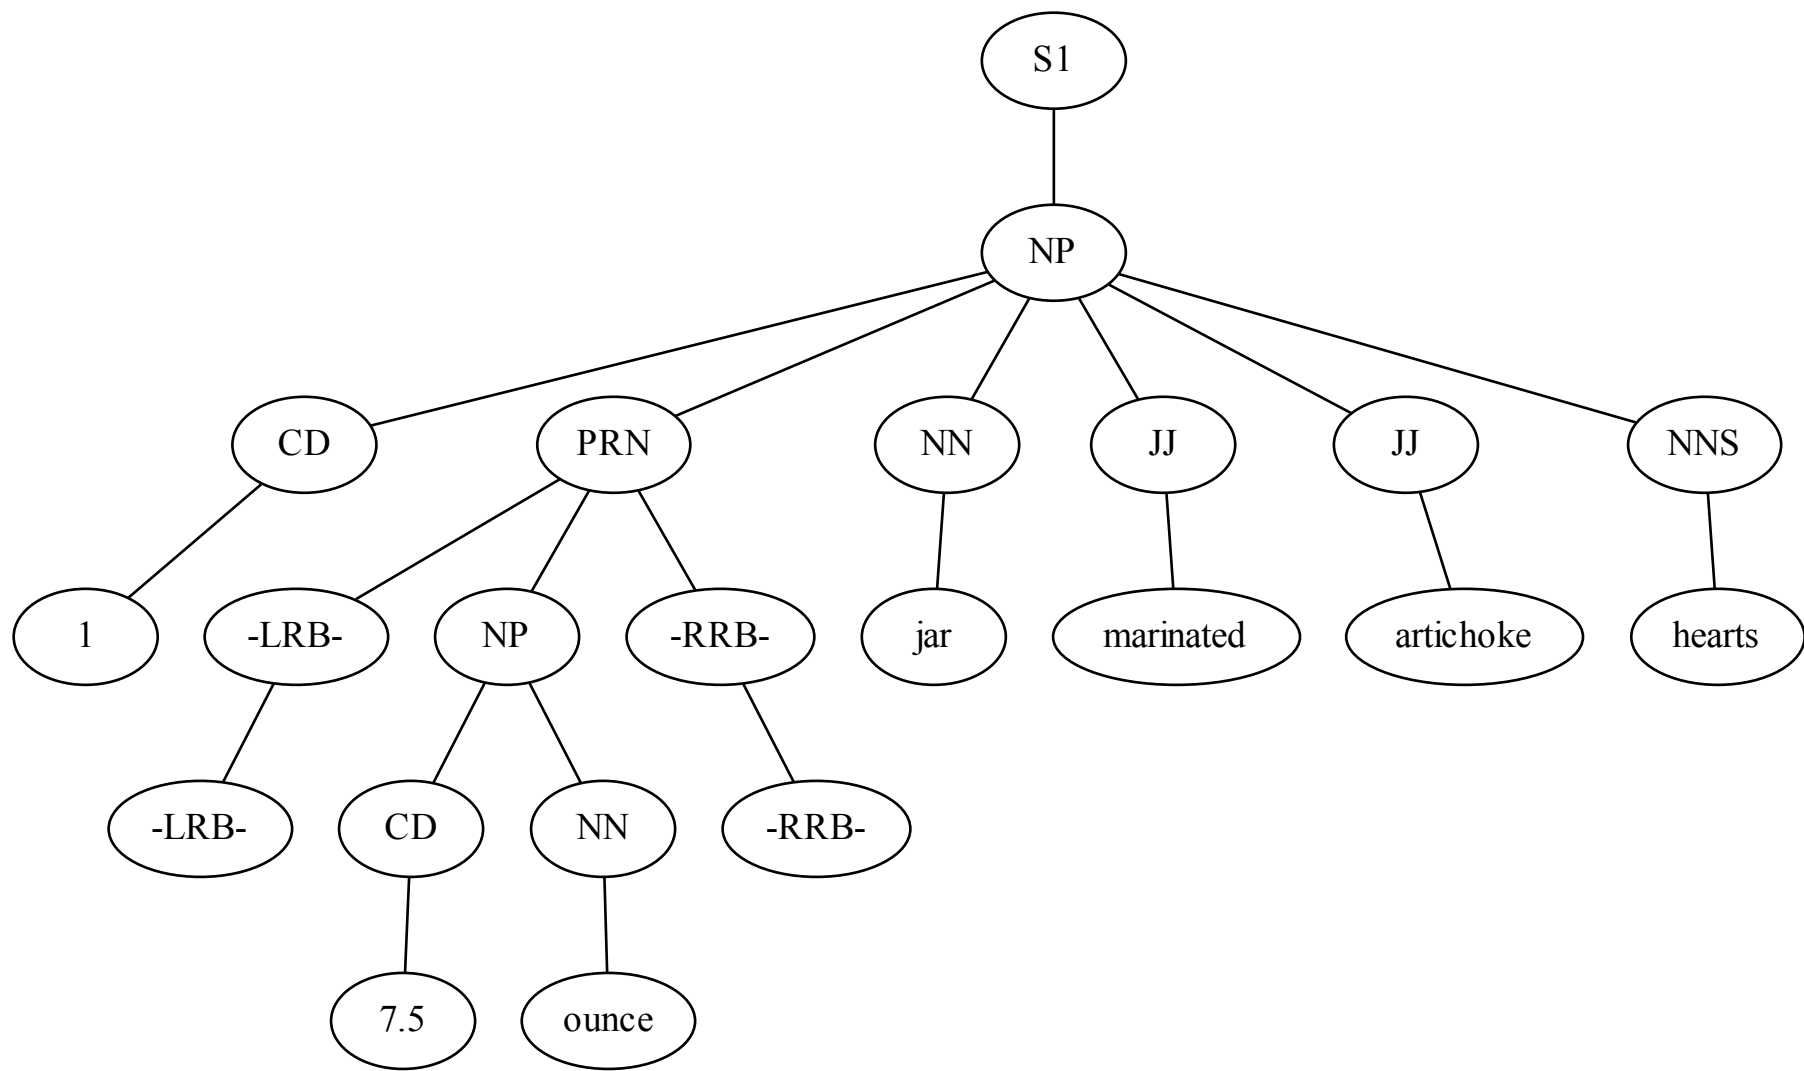 S1
NP
CD PRN NN JJ JJ NNS
1 -LRB- NP -RRB- jar marinated artichoke hearts
-LRB- CD NN -RRB-
7.5 ounce